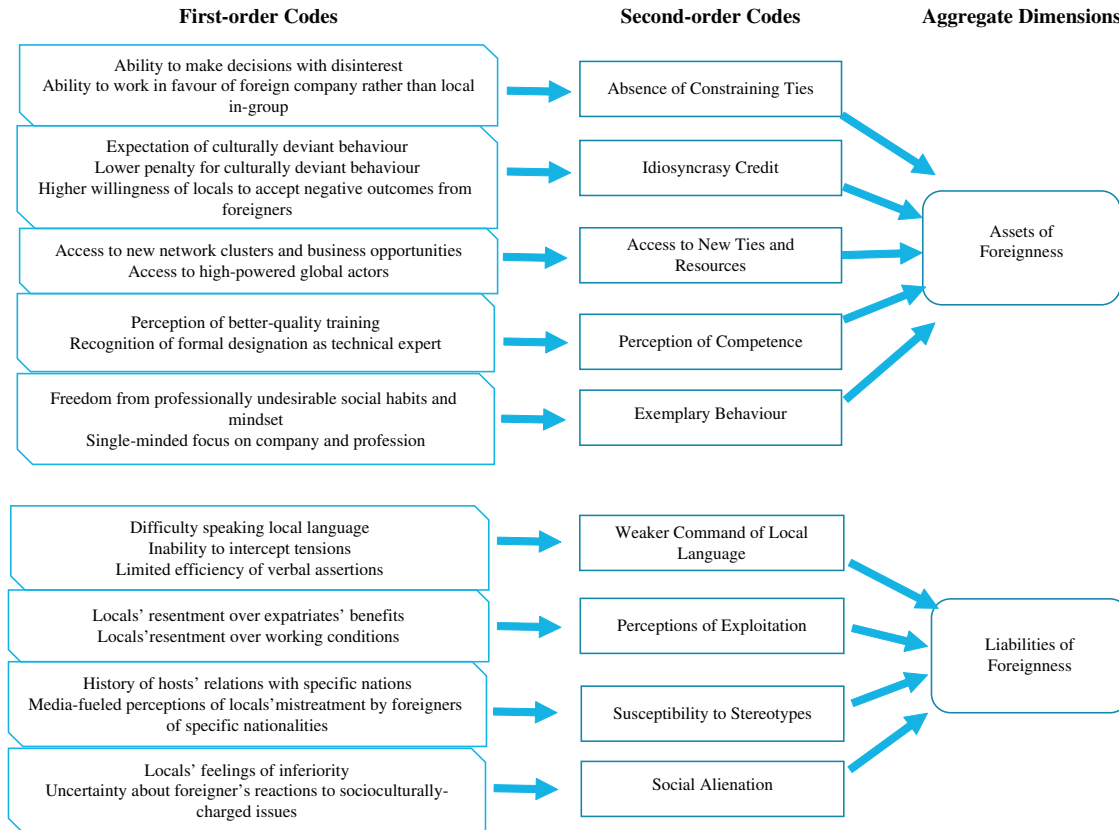 First-order Codes
Second-order Codes
Aggregate Dimensions
Ability to make decisions with disinterest
Ability to work in favour of foreign company rather than local
in-group
Absence of Constraining Ties
Expectation of culturally deviant behaviour
Lower penalty for culturally deviant behaviour
Higher willingness of locals to accept negative outcomes from
foreigners
Idiosyncrasy Credit
Access to new network clusters and business opportunities
Access to high-powered global actors
Access to New Ties and
Resources
Perception of better-quality training
Recognition of formal designation as technical expert
Perception of Competence
Freedom from professionally undesirable social habits and
mindset
Single-minded focus on company and profession
Exemplary Behaviour
Assets of
Foreignness
Difficulty speaking local language
Inability to intercept tensions
Limited efficiency of verbal assertions
Weaker Command of Local
Language
Locals’ resentment over expatriates’ benefits
Locals’resentment over working conditions
Perceptions of Exploitation
History of hosts’ relations with specific nations
Media-fueled perceptions of locals’mistreatment by foreigners
of specific nationalities
Susceptibility to Stereotypes
Locals’ feelings of inferiority
Uncertainty about foreigner’s reactions to socioculturally-
charged issues
Social Alienation
Liabilities of
Foreignness